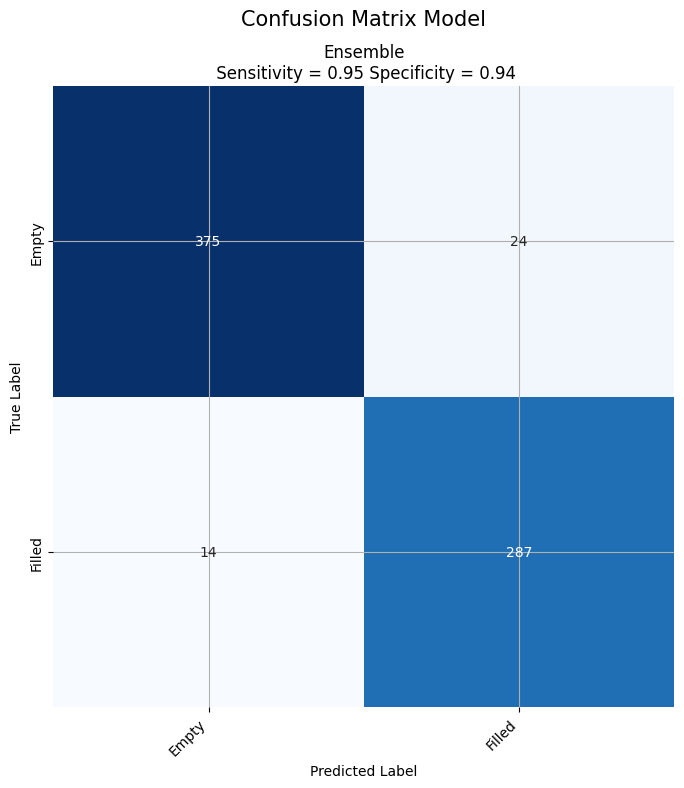 Confusion Matrix Model
Ensemble
Sensitivity = 0.95 Specificity = 0.94
Empty
375
24
True Label
Filled
14
287
Empty
Filled
Predicted Label